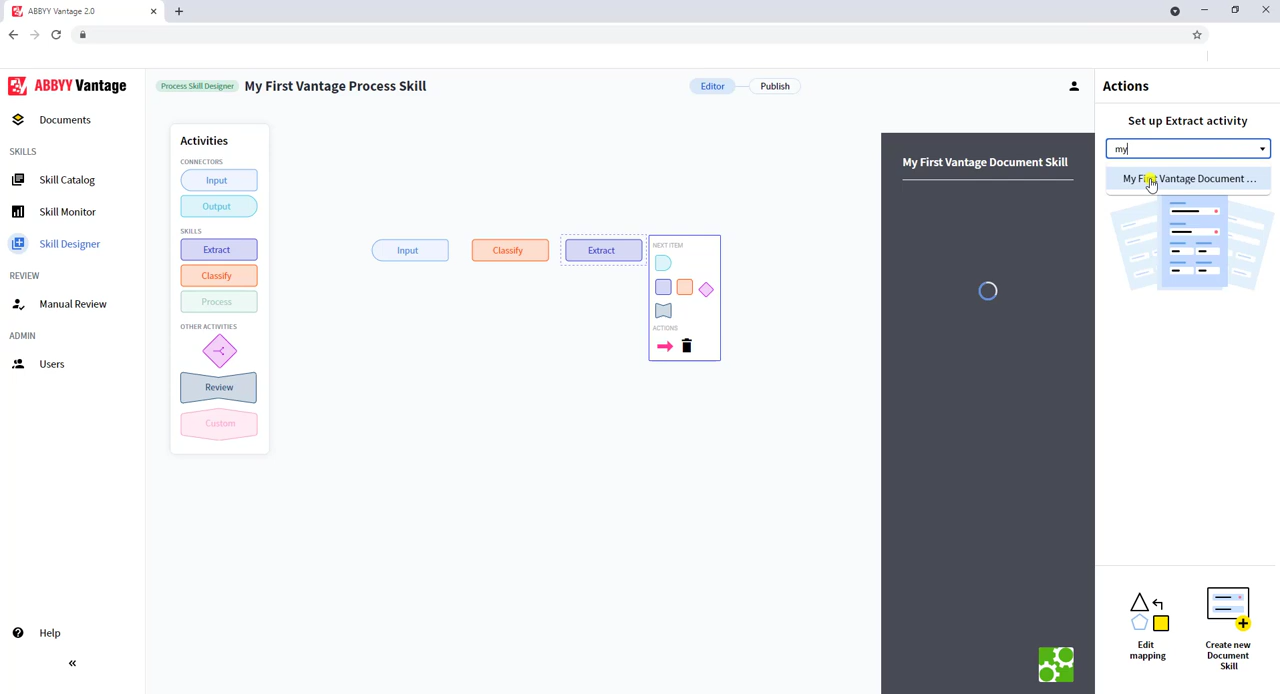 ABBYY Vantage 2.0
ABBYY Vantage
Documents
SKILLS
Skill Catalog
Skill Monitor
Skill Designer
REVIEW
Manual Review
ADMIN
Users
Help
Process Skill Designer
My First Vantage Process Skill
Editor
Publish
Activities
CONNECTORS
Input
Output
SKILLS
Extract
Classify
Process
OTHER ACTIVITIES
Review
Custom
Input
Classify
Extract
NEXT ITEM
ACTIONS
My First Vantage Document Skill
Actions
Set up Extract activity
my
My First Vantage Document ...
Edit
mapping
Create new
Document
Skill